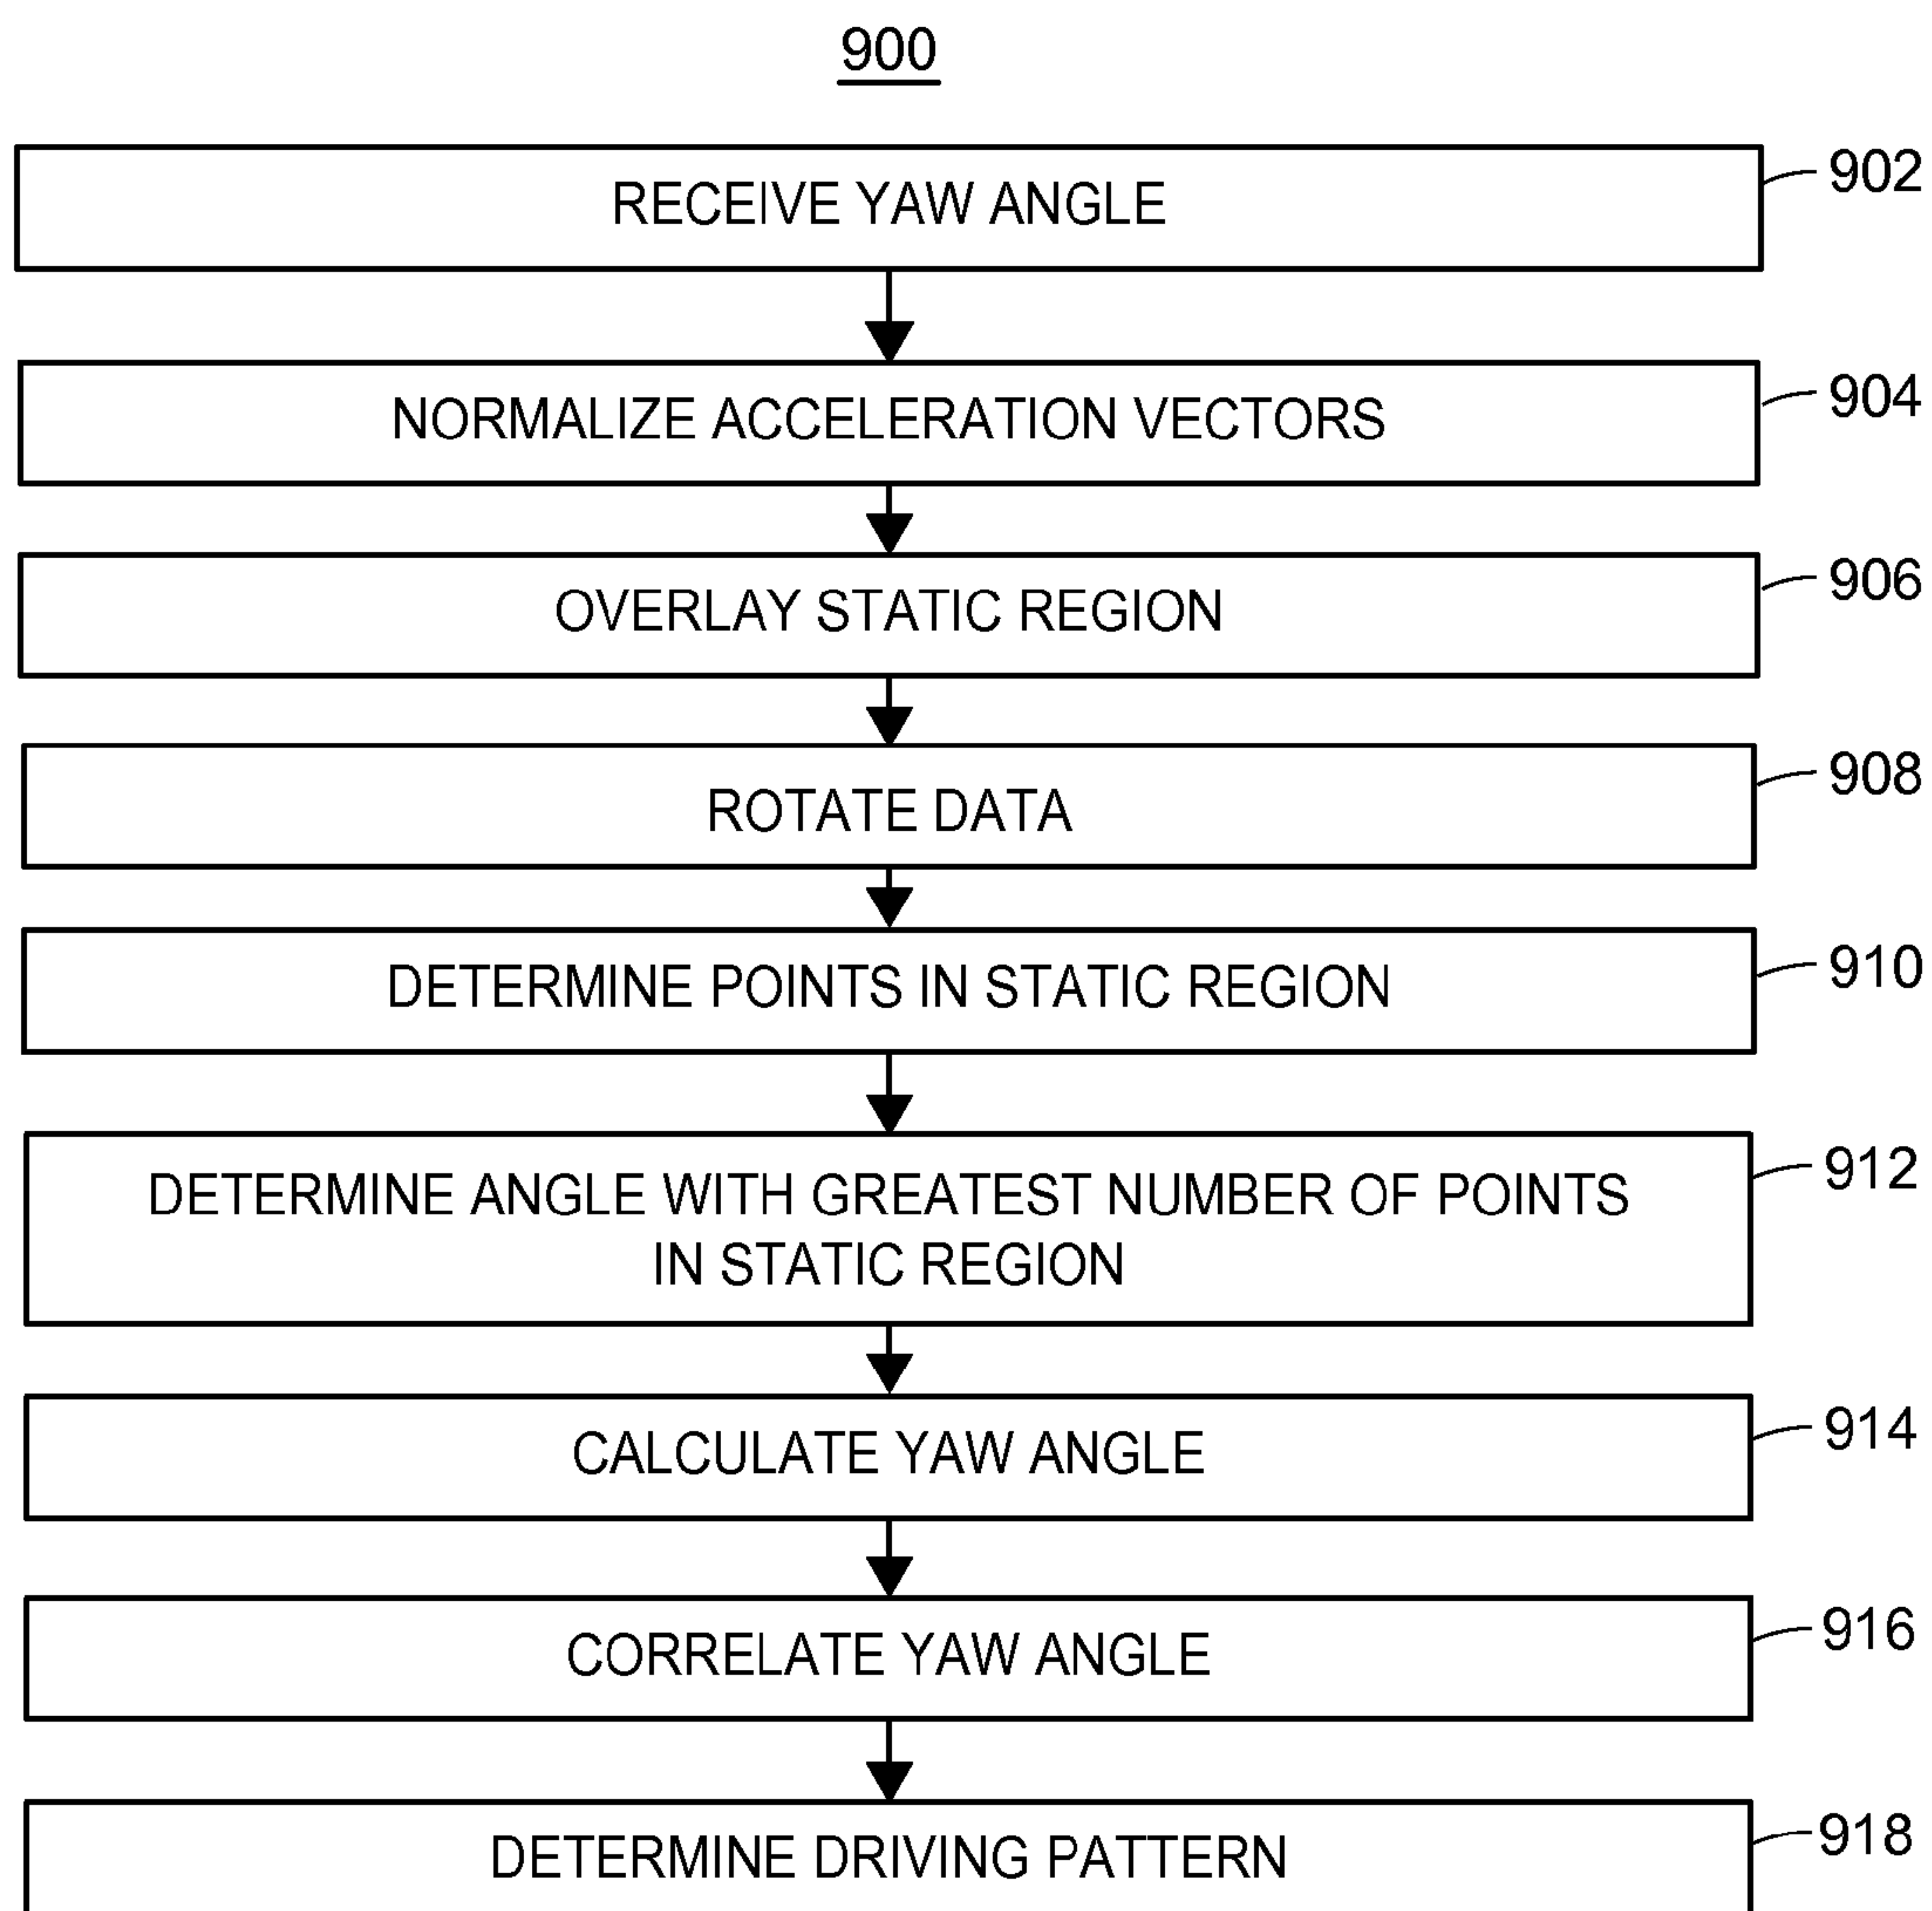 900
RECEIVE YAW ANGLE
902
NORMALIZE ACCELERATION VECTORS
904
OVERLAY STATIC REGION
906
ROTATE DATA
908
DETERMINE POINTS IN STATIC REGION
910
DETERMINE ANGLE WITH GREATEST NUMBER OF POINTS
IN STATIC REGION
912
CALCULATE YAW ANGLE
914
CORRELATE YAW ANGLE
916
DETERMINE DRIVING PATTERN
918